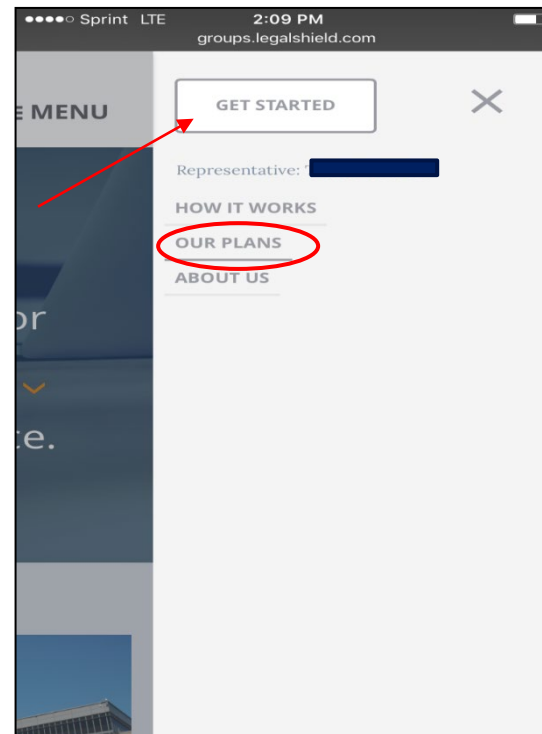 Sprint LTE 2:09 PM
groups.legalshield.com
E MENU
GET STARTED
Representative:
HOW IT WORKS
OUR PLANS
ABOUT US
or
te.